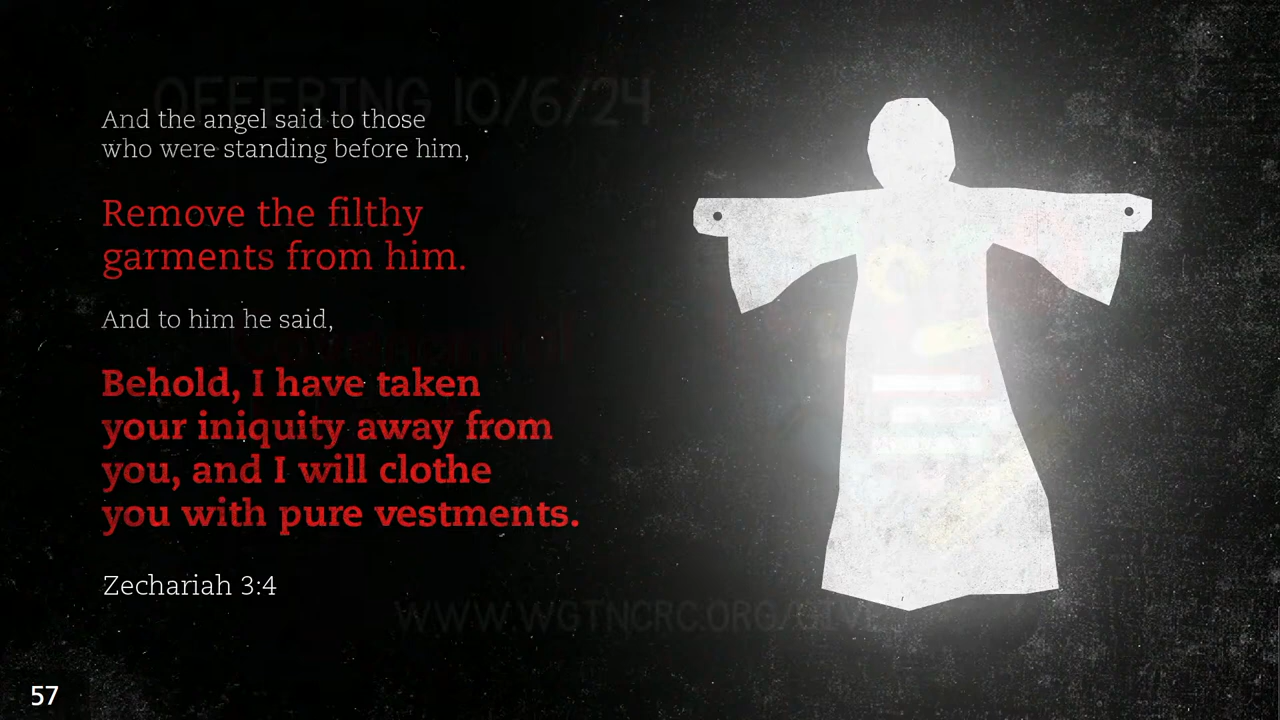 OFFERING 10/6/24
And the angel said to those
who were standing before him,
Remove the filthy
garments from him.
And to him he said,
Behold, I have taken
your iniquity away from
you, and I will clothe
you with pure vestments.
Zechariah 3:4
WWW.WGTNCRC.ORG/GIVE
57